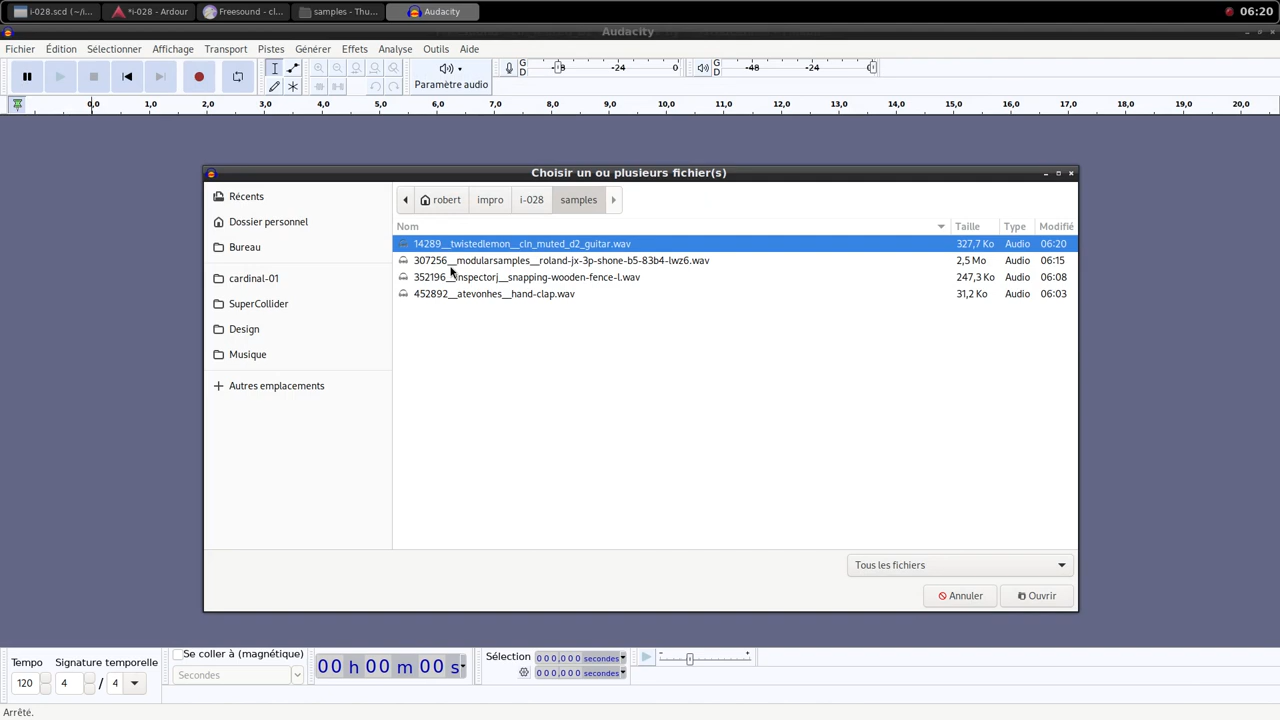 i-028.scd (~/i...
*i-028 - Ardour
Freesound - cl...
samples - Thu...
Audacity
06:20
Audacity
Fichier Édition Sélectionner Affichage Transport Pistes Générer Effets Analyse Outils Aide
G D -48 -24 0
G D -48 -24 0
Paramètre audio
0,0 1,0 2,0 3,0 4,0 5,0 6,0 7,0 8,0 9,0 10,0 11,0 12,0 13,0 14,0 15,0 16,0 17,0 18,0 19,0 20,0
Choisir un ou plusieurs fichier(s)
Récents
Dossier personnel
Bureau
cardinal-01
SuperCollider
Design
Musique
Autres emplacements
robert impro i-028 samples
Nom Taille Type Modifié
14289__twistedlemon__cln_muted_d2_guitar.wav 327,7 Ko Audio 06:20
307256__modularsamples__roland-jx-3p-shone-b5-83b4-lwz6.wav 2,5 Mo Audio 06:15
352196__inspectorj__snapping-wooden-fence-l.wav 247,3 Ko Audio 06:08
452892__atevonhes__hand-clap.wav 31,2 Ko Audio 06:03
Tous les fichiers
Annuler Ouvrir
Tempo
120
Signature temporelle
4 / 4
Se coller à (magnétique)
Secondes
00 h 00 m 00 s
Sélection
000,000 secondes
000,000 secondes
Arrêté.